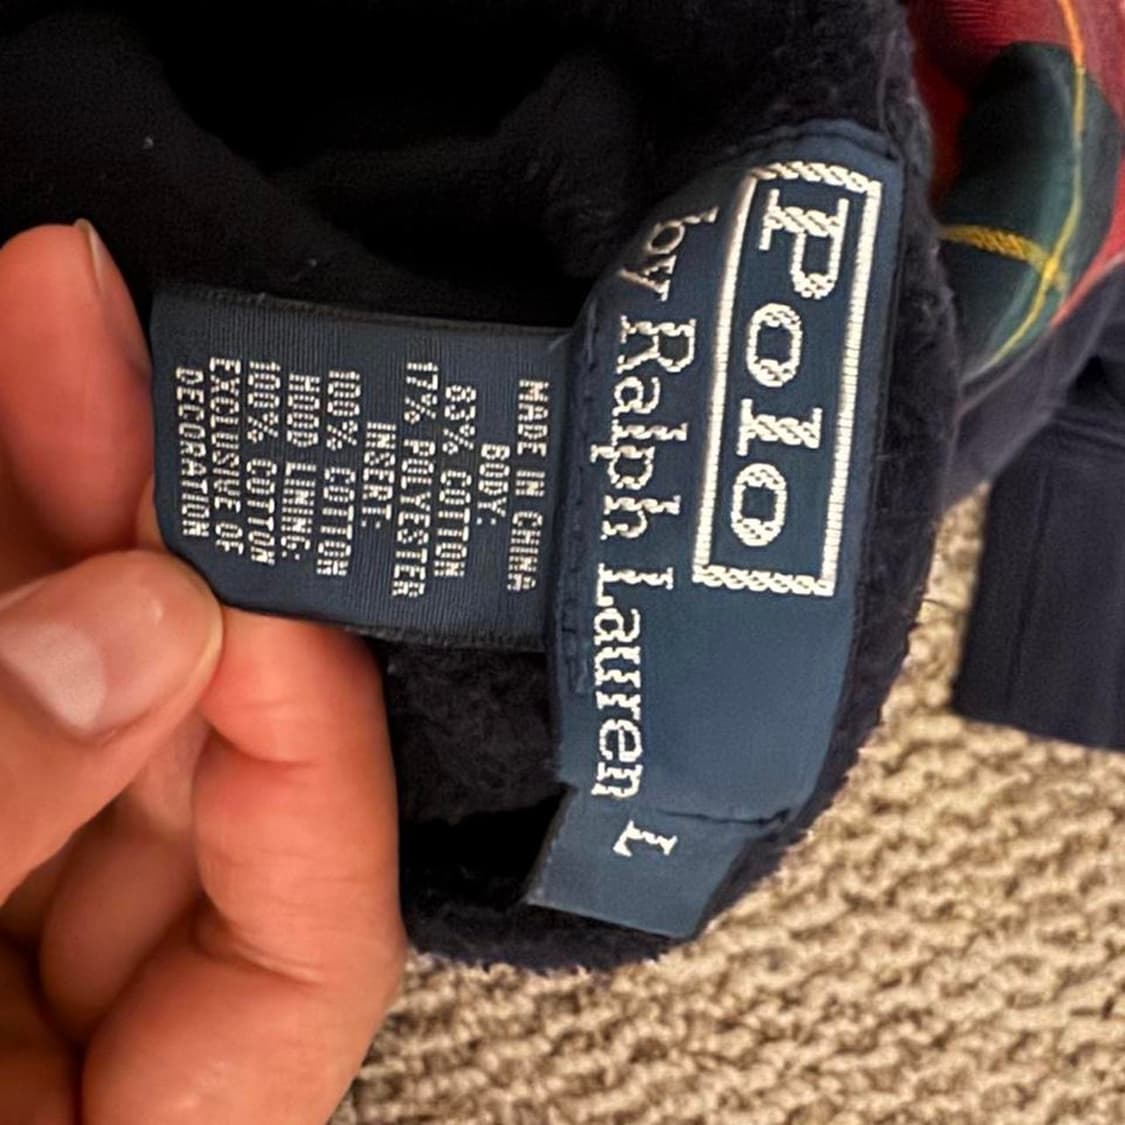 Polo
by Ralph Lauren
L
MADE IN CHINA
BODY:
83% COTTON
17% POLYESTER
INSERT:
100% COTTON
HOOD LINING:
100% COTTON
EXCLUSIVE OF
DECORATION